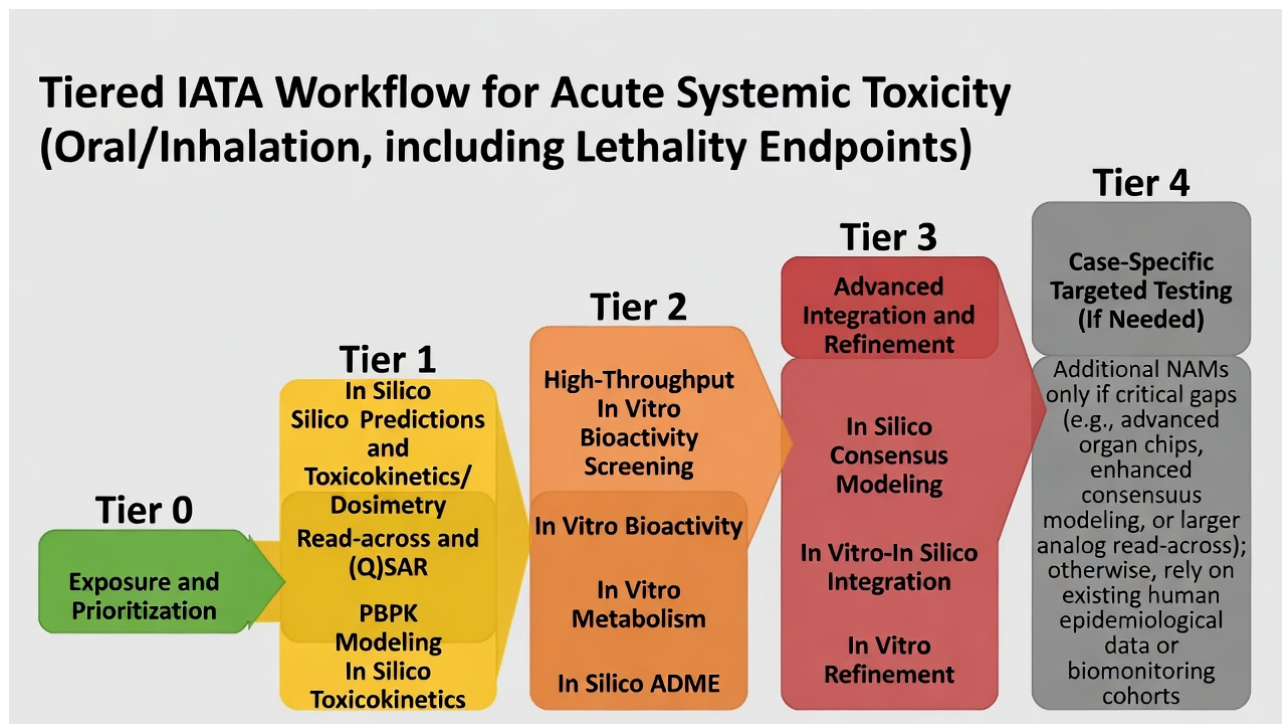 Tiered IATA Workflow for Acute Systemic Toxicity
(Oral/Inhalation, including Lethality Endpoints)
Tier 0
Exposure and
Prioritization
Tier 1
In Silico
Silico Predictions
and
Toxicokinetics/
Dosimetry
Read-across and
(Q)SAR
PBPK
Modeling
In Silico
Toxicokinetics
Tier 2
High-Throughput
In Vitro
Bioactivity
Screening
In Vitro Bioactivity
In Vitro
Metabolism
In Silico ADME
Tier 3
Advanced
Integration and
Refinement
In Silico
Consensus
Modeling
In Vitro-In Silico
Integration
In Vitro
Refinement
Tier 4
Case-Specific
Targeted Testing
(If Needed)
Additional NAMs
only if critical gaps
(e.g., advanced
organ chips,
enhanced
consensuus
modeling, or larger
analog read-across);
otherwise, rely on
existing human
epidemiological
data or
biomonitoring
cohorts